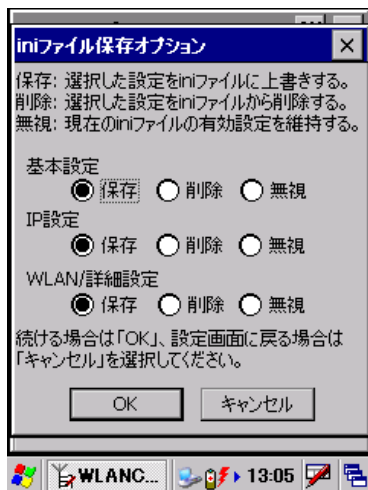 iniファイル保存オプション
保存: 選択した設定をiniファイルに上書きする。
削除: 選択した設定をiniファイルから削除する。
無視: 現在のiniファイルの有効設定を維持する。
基本設定
保存 削除 無視
IP設定
保存 削除 無視
WLAN/詳細設定
保存 削除 無視
続ける場合は「OK」、設定画面に戻る場合は
「キャンセル」を選択してください。
OK キャンセル
WLANC... 13:05